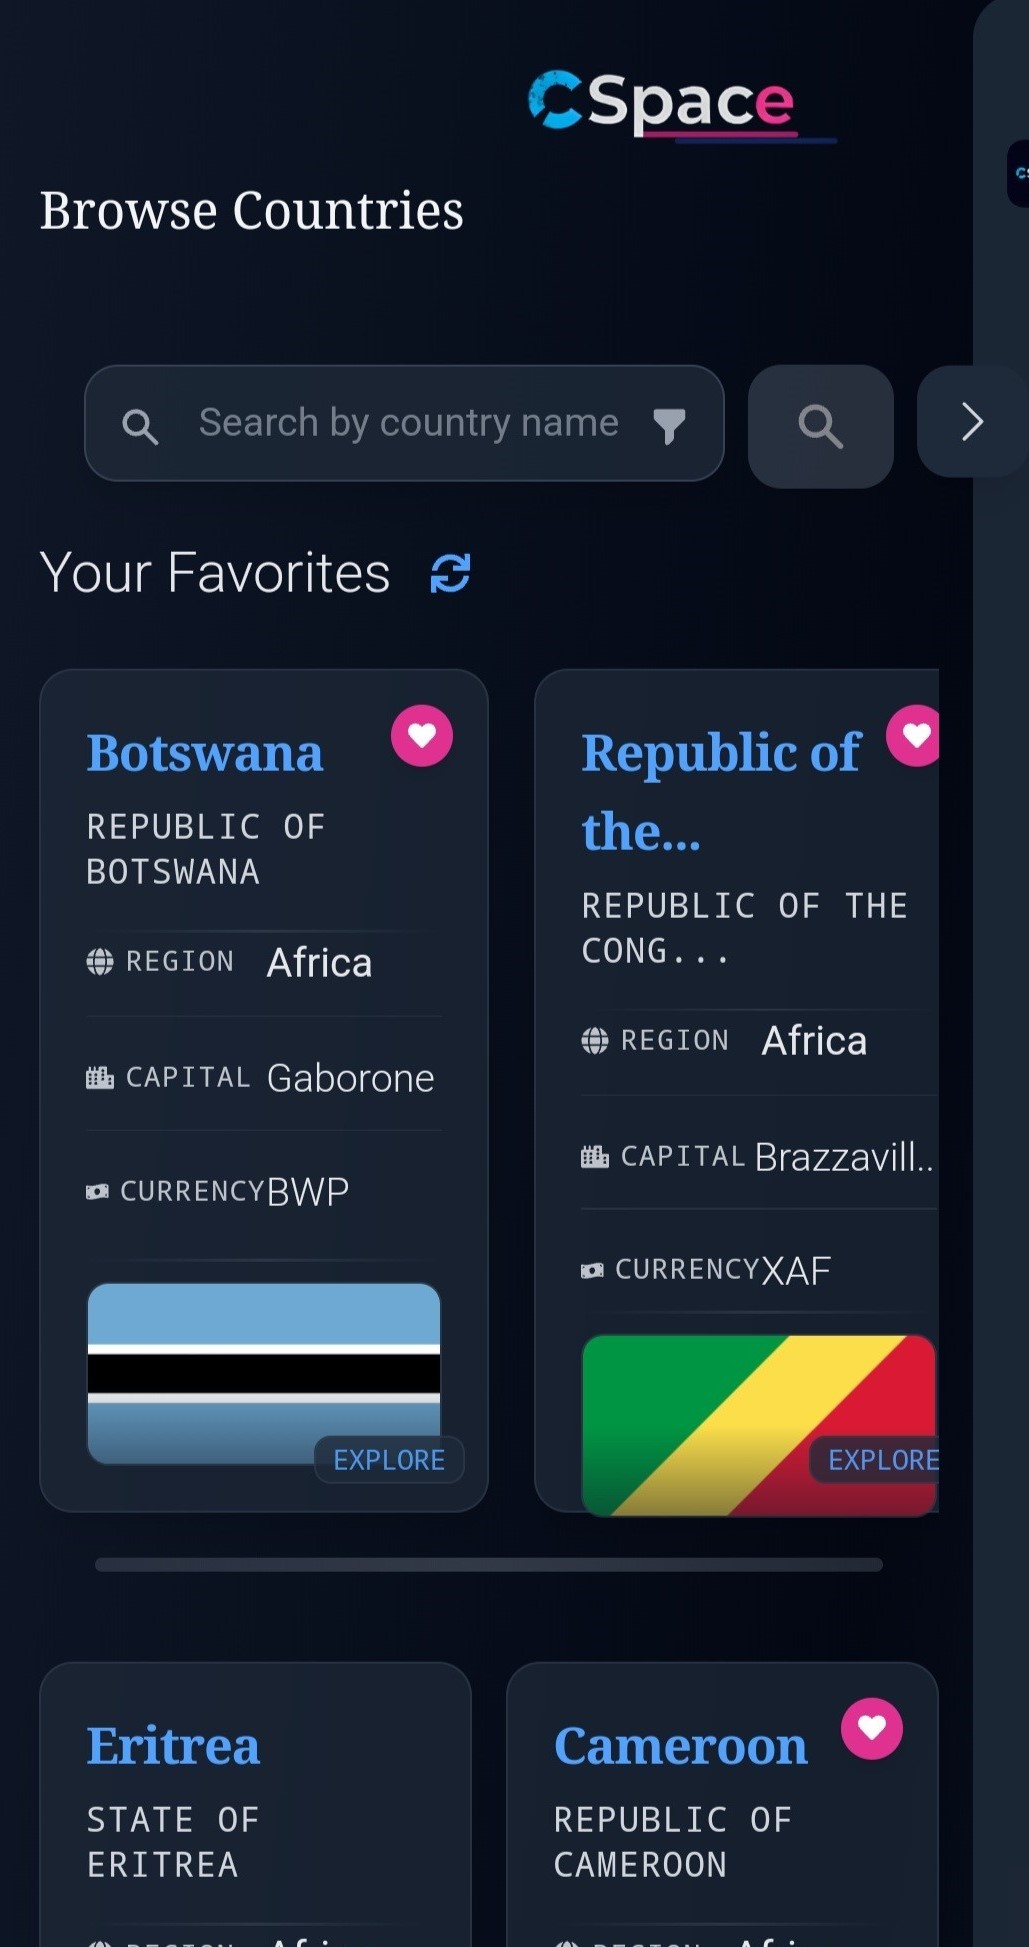 CSpace
Browse Countries
Search by country name
Your Favorites
Botswana
REPUBLIC OF
BOTSWANA
REGION Africa
CAPITAL Gaborone
CURRENCY BWP
EXPLORE
Republic of
the...
REPUBLIC OF THE
CONG...
REGION Africa
CAPITAL Brazzavill..
CURRENCY XAF
EXPLORE
Eritrea
STATE OF
ERITREA
Cameroon
REPUBLIC OF
CAMEROON